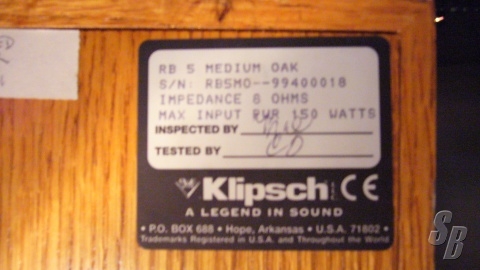 RB 5 MEDIUM OAK
S/N: RB5MO--99400018
IMPEDANCE 8 OHMS
MAX INPUT PWR 150 WATTS
INSPECTED BY
TESTED BY
Klipsch CE
A LEGEND IN SOUND
• P.O. BOX 688 • Hope, Arkansas • U.S.A. 71802 •
Trademarks Registered in U.S.A. and Throughout the World
SB